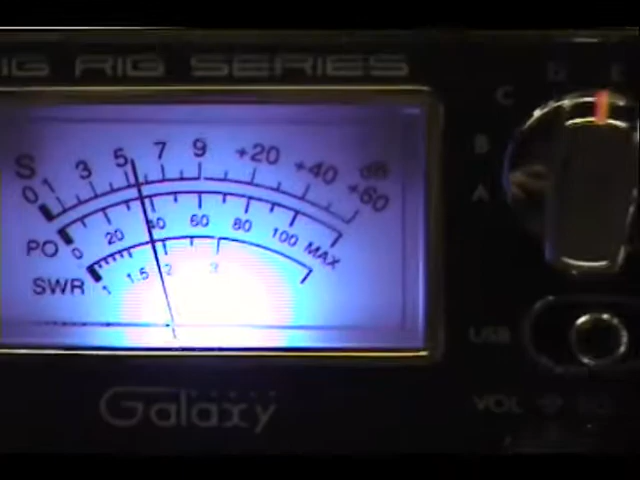 IG RIG SERIES
S 0 1 3 5 7 9 +20 +40 +60 dB
PO 0 20 40 60 80 100 MAX
SWR 1 1.5 2 3
C
B
A
USB
Galaxy
VOL